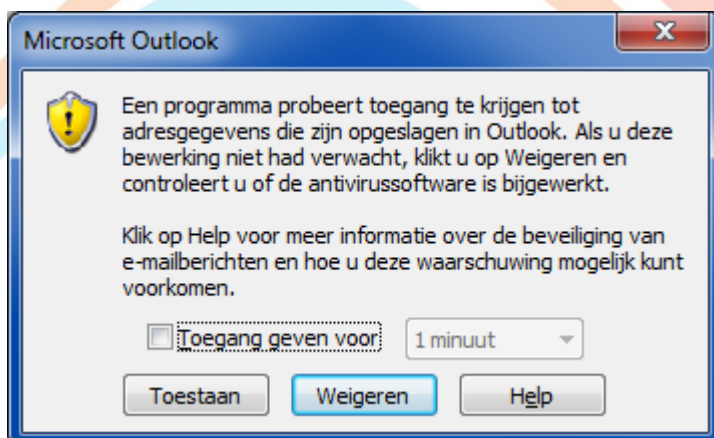 Microsoft Outlook
Een programma probeert toegang te krijgen tot
adresgegevens die zijn opgeslagen in Outlook. Als u deze
bewerking niet had verwacht, klikt u op Weigeren en
controleert u of de antivirussoftware is bijgewerkt.
Klik op Help voor meer informatie over de beveiliging van
e-mailberichten en hoe u deze waarschuwing mogelijk kunt
voorkomen.
Toegang geven voor 1 minuut
Toestaan Weigeren Help